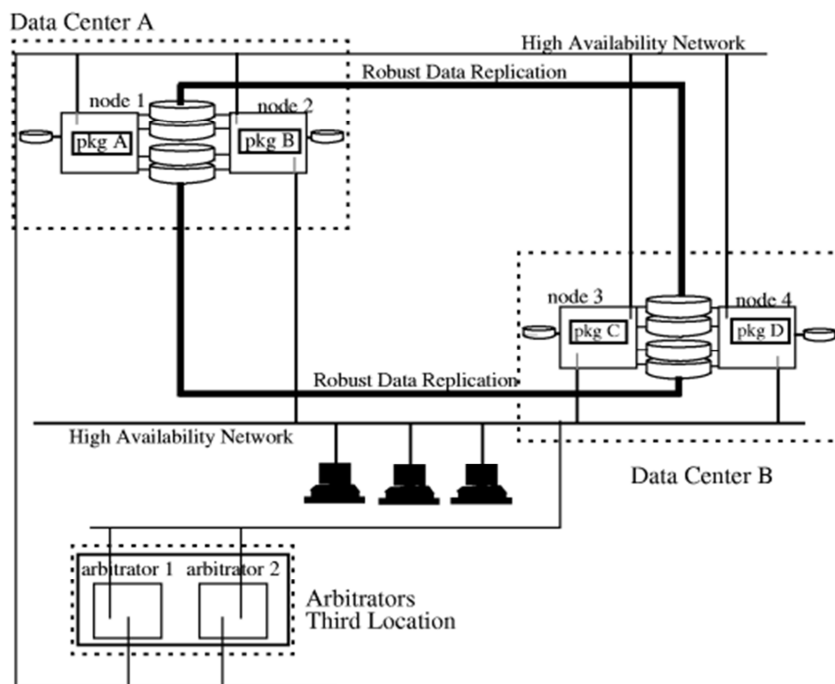 Data Center A
High Availability Network
Robust Data Replication
node 1
node 2
pkg A
pkg B
node 3
node 4
pkg C
pkg D
Robust Data Replication
High Availability Network
Data Center B
arbitrator 1
arbitrator 2
Arbitrators
Third Location